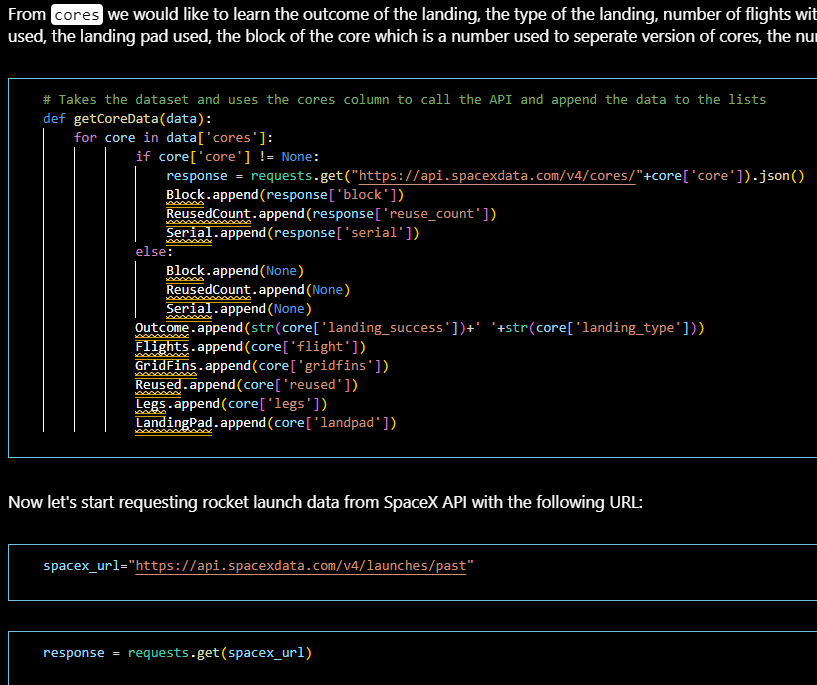 From cores we would like to learn the outcome of the landing, the type of the landing, number of flights
used, the landing pad used, the block of the core which is a number used to seperate version of cores, the
# Takes the dataset and uses the cores column to call the API and append the data to the lists
def getCoreData(data):
    for core in data['cores']:
            if core['core'] != None:
                response = requests.get("https://api.spacexdata.com/v4/cores/"+core['core']).json()
                Block.append(response['block'])
                ReusedCount.append(response['reuse_count'])
                Serial.append(response['serial'])
            else:
                Block.append(None)
                ReusedCount.append(None)
                Serial.append(None)
            Outcome.append(str(core['landing_success'])+' '+str(core['landing_type']))
            Flights.append(core['flight'])
            GridFins.append(core['gridfins'])
            Reused.append(core['reused'])
            Legs.append(core['legs'])
            LandingPad.append(core['landpad'])
Now let's start requesting rocket launch data from SpaceX API with the following URL:
spacex_url="https://api.spacexdata.com/v4/launches/past"
response = requests.get(spacex_url)